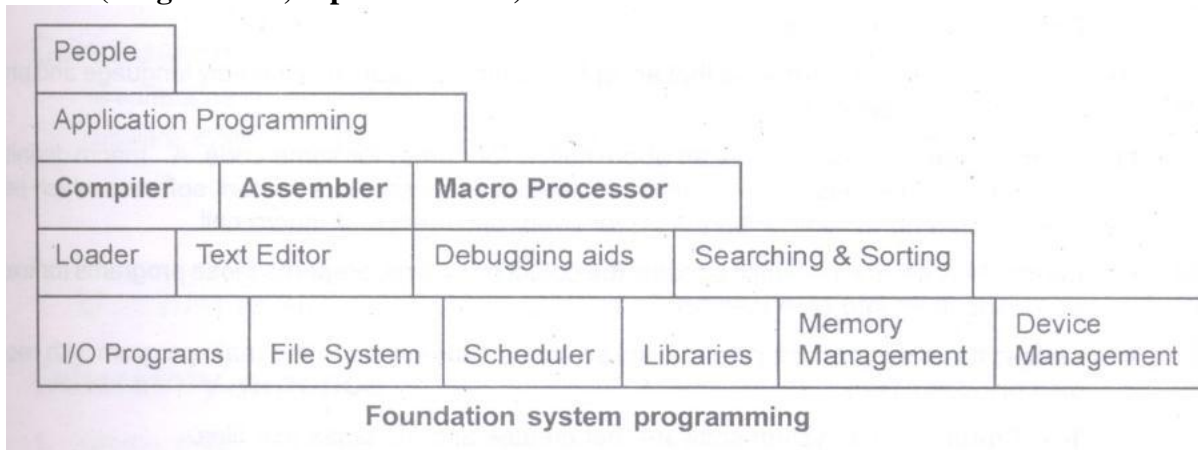 People
Application Programming
Compiler Assembler Macro Processor
Loader Text Editor Debugging aids Searching & Sorting
I/O Programs File System Scheduler Libraries Memory Management Device Management
Foundation system programming